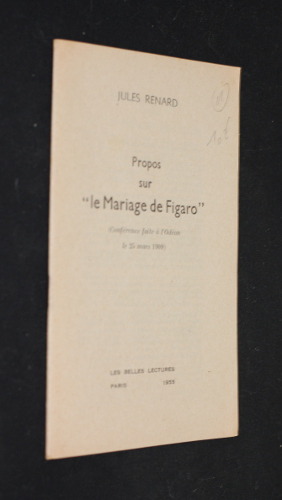 JULES RENARD
Propos
sur
"le Mariage de Figaro"
(Conférence faite à l'Odéon
le 25 mars 1909)
LES BELLES LECTURES
PARIS 1953